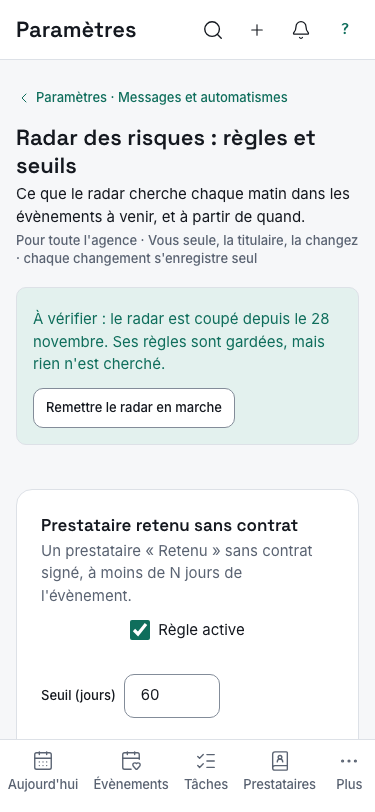 Paramètres
?
Paramètres · Messages et automatismes
Radar des risques : règles et
seuils
Ce que le radar cherche chaque matin dans les
évènements à venir, et à partir de quand.
Pour toute l'agence · Vous seule, la titulaire, la changez
· chaque changement s'enregistre seul
À vérifier : le radar est coupé depuis le 28
novembre. Ses règles sont gardées, mais
rien n'est cherché.
Remettre le radar en marche
Prestataire retenu sans contrat
Un prestataire « Retenu » sans contrat
signé, à moins de N jours de
l'évènement.
Règle active
Seuil (jours)
60
Aujourd'hui
Évènements
Tâches
Prestataires
Plus